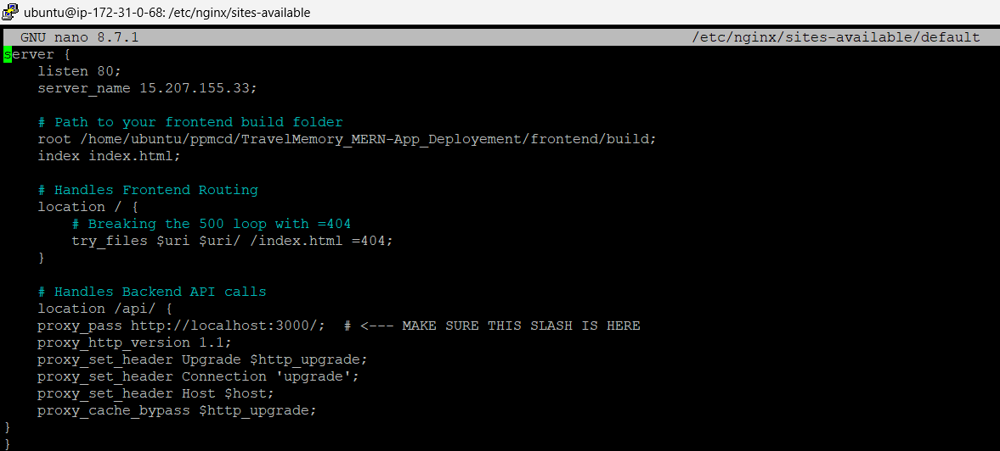 ubuntu@ip-172-31-0-68: /etc/nginx/sites-available
GNU nano 8.7.1 /etc/nginx/sites-available/default
server {
    listen 80;
    server_name 15.207.155.33;

    # Path to your frontend build folder
    root /home/ubuntu/ppmcd/TravelMemory_MERN-App_Deployement/frontend/build;
    index index.html;

    # Handles Frontend Routing
    location / {
        # Breaking the 500 loop with =404
        try_files $uri $uri/ /index.html =404;
    }

    # Handles Backend API calls
    location /api/ {
    proxy_pass http://localhost:3000/;  # <--- MAKE SURE THIS SLASH IS HERE
    proxy_http_version 1.1;
    proxy_set_header Upgrade $http_upgrade;
    proxy_set_header Connection 'upgrade';
    proxy_set_header Host $host;
    proxy_cache_bypass $http_upgrade;
}
}